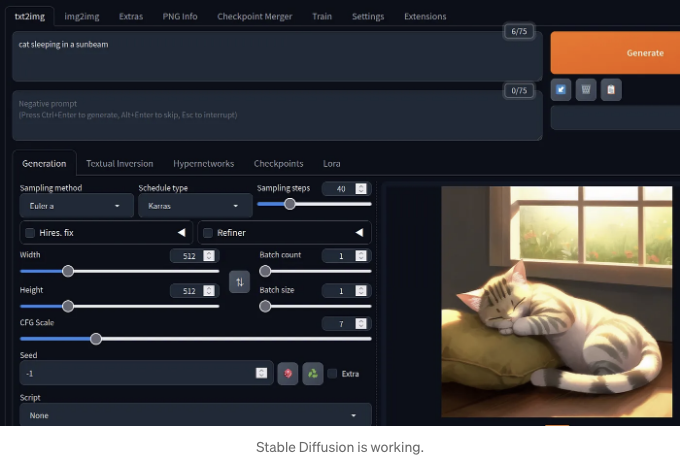 txt2img img2img Extras PNG Info Checkpoint Merger Train Settings Extensions
6/75
cat sleeping in a sunbeam
Generate
0/75
Negative prompt
(Press Ctrl+Enter to generate, Alt+Enter to skip, Esc to interrupt)
Generation Textual Inversion Hypernetworks Checkpoints Lora
Sampling method Schedule type Sampling steps 40
Euler a Karras
Hires. fix Refiner
Width 512 Batch count 1
Height 512 Batch size 1
CFG Scale 7
Seed
-1 Extra
Script
None
Stable Diffusion is working.